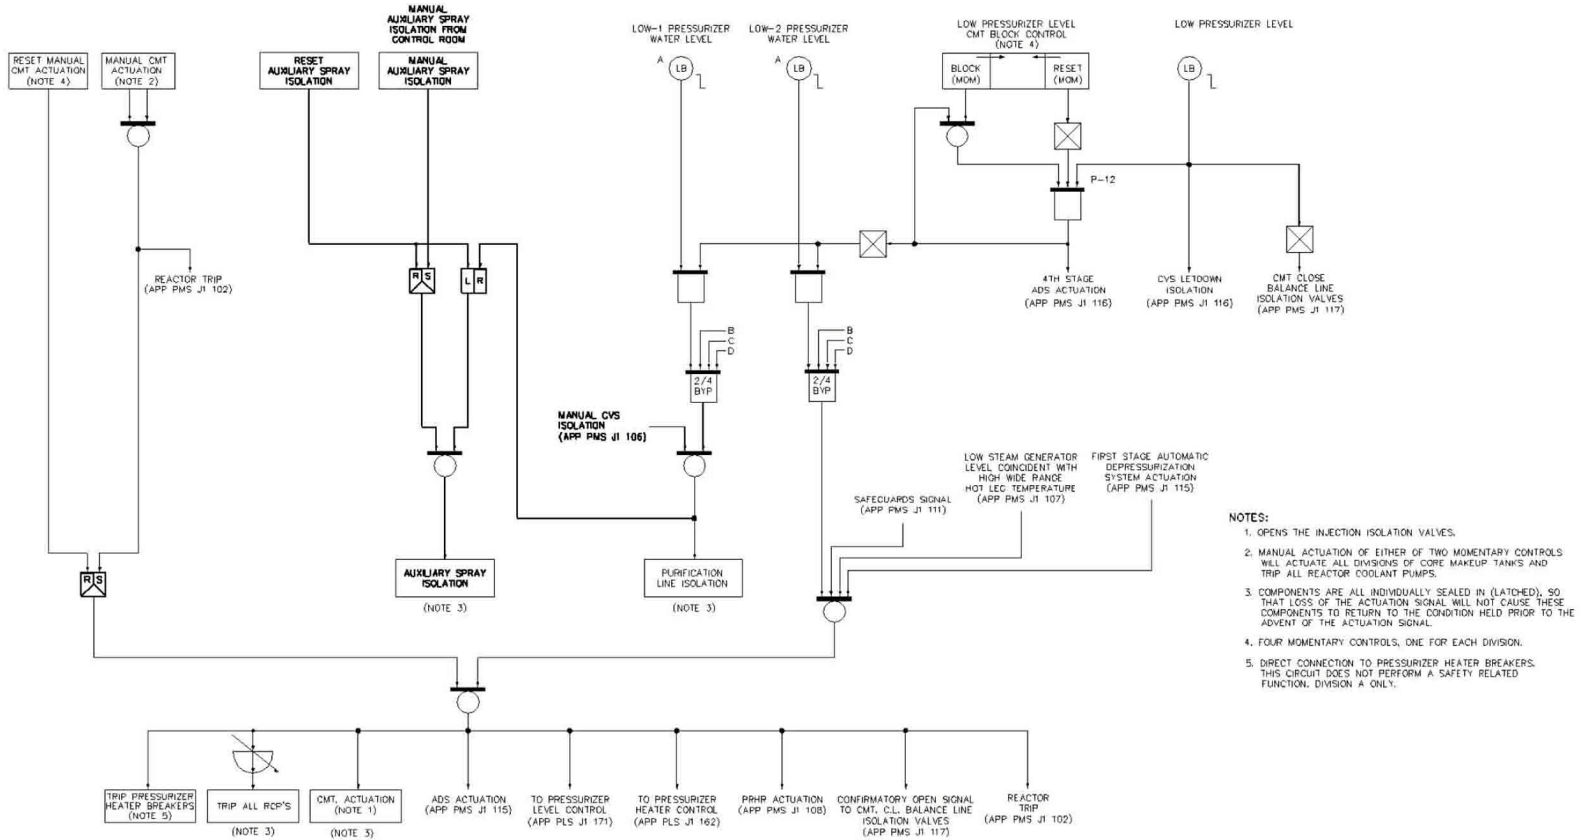 MANUAL
AUXILIARY SPRAY
ISOLATION FROM
CONTROL ROOM
LOW-1 PRESSURIZER
WATER LEVEL
LOW-2 PRESSURIZER
WATER LEVEL
LOW PRESSURIZER LEVEL
CMT BLOCK CONTROL
(NOTE 4)
LOW PRESSURIZER LEVEL
RESET MANUAL
CMT ACTUATION
(NOTE 4)
MANUAL CMT
ACTUATION
(NOTE 2)
RESET
AUXILIARY SPRAY
ISOLATION
MANUAL
AUXILIARY SPRAY
ISOLATION
A
LB
A
LB
BLOCK
(MOM)
RESET
(MOM)
LB
P-12
REACTOR TRIP
(APP PMS J1 102)
R S
L R
4TH STAGE
ADS ACTUATION
(APP PMS J1 116)
CVS LETDOWN
ISOLATION
(APP PMS J1 116)
CMT CLOSE
BALANCE LINE
ISOLATION VALVES
(APP PMS J1 117)
B
C
D
B
C
D
2/4
BYP
2/4
BYP
MANUAL CVS
ISOLATION
(APP PMS J1 106)
SAFEGUARDS SIGNAL
(APP PMS J1 111)
LOW STEAM GENERATOR
LEVEL COINCIDENT WITH
HIGH WIDE RANGE
HOT LEG TEMPERATURE
(APP PMS J1 107)
FIRST STAGE AUTOMATIC
DEPRESSURIZATION
SYSTEM ACTUATION
(APP PMS J1 115)
R S
AUXILIARY SPRAY
ISOLATION
(NOTE 3)
PURIFICATION
LINE ISOLATION
(NOTE 3)
NOTES:
1. OPENS THE INJECTION ISOLATION VALVES.
2. MANUAL ACTUATION OF EITHER OF TWO MOMENTARY CONTROLS
WILL ACTUATE ALL DIVISIONS OF CORE MAKEUP TANKS AND
TRIP ALL REACTOR COOLANT PUMPS.
3. COMPONENTS ARE ALL INDIVIDUALLY SEALED IN (LATCHED), SO
THAT LOSS OF THE ACTUATION SIGNAL WILL NOT CAUSE THESE
COMPONENTS TO RETURN TO THE CONDITION HELD PRIOR TO THE
ADVENT OF THE ACTUATION SIGNAL.
4. FOUR MOMENTARY CONTROLS, ONE FOR EACH DIVISION.
5. DIRECT CONNECTION TO PRESSURIZER HEATER BREAKERS.
THIS CIRCUIT DOES NOT PERFORM A SAFETY RELATED
FUNCTION. DIVISION A ONLY.
TRIP PRESSURIZER
HEATER BREAKERS
(NOTE 5)
TRIP ALL RCP'S
(NOTE 3)
CMT. ACTUATION
(NOTE 1)
(NOTE 3)
ADS ACTUATION
(APP PMS J1 115)
TO PRESSURIZER
LEVEL CONTROL
(APP PLS J1 171)
TO PRESSURIZER
HEATER CONTROL
(APP PLS J1 162)
PRHR ACTUATION
(APP PMS J1 108)
CONFIRMATORY OPEN SIGNAL
TO CMT. C.L. BALANCE LINE
ISOLATION VALVES
(APP PMS J1 117)
REACTOR
TRIP
(APP PMS J1 102)